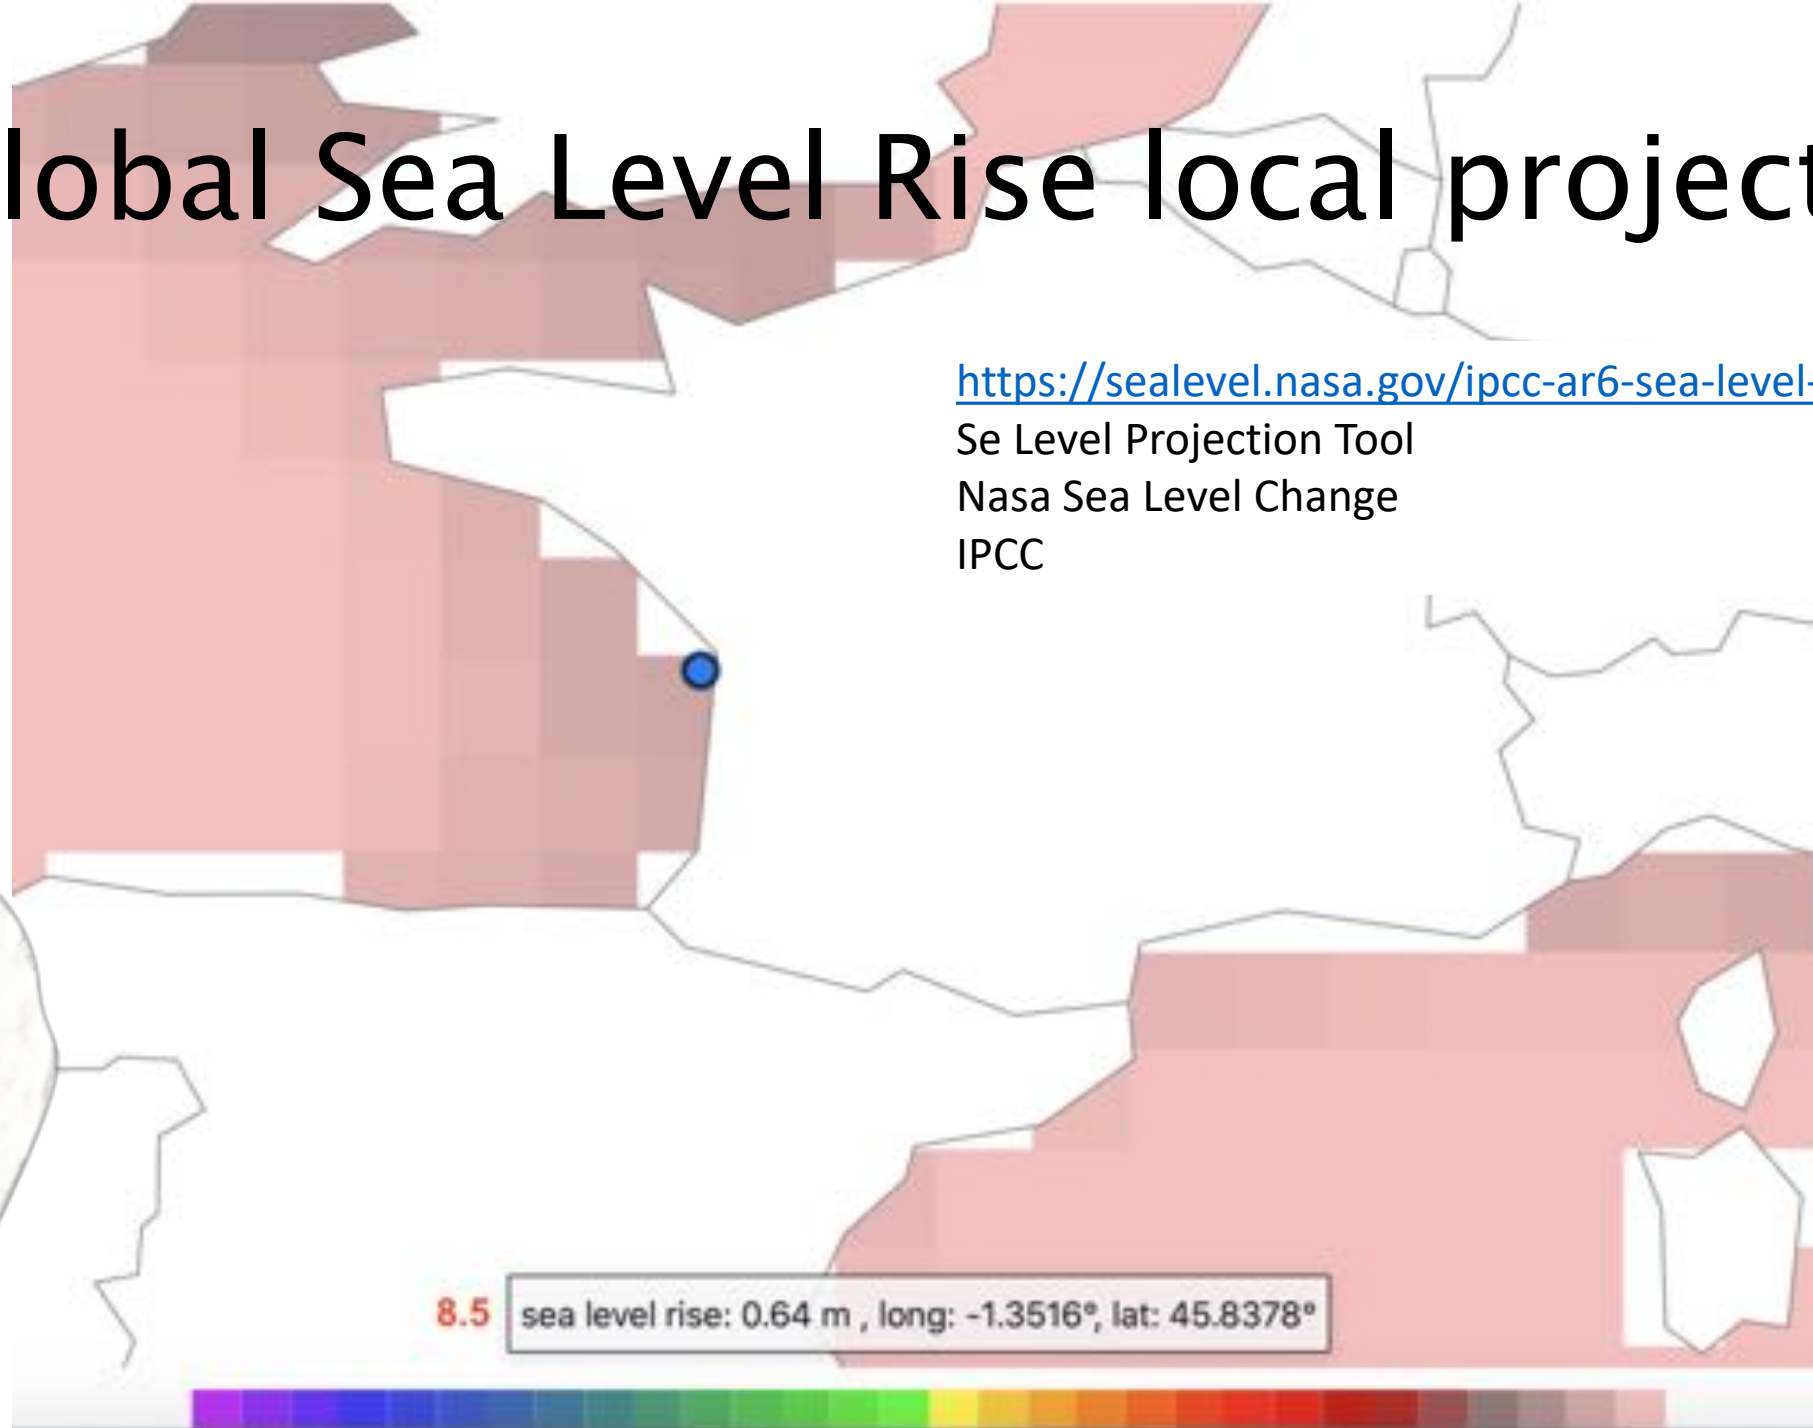 lobal Sea Level Rise local project
https://sealevel.nasa.gov/ipcc-ar6-sea-level-
Se Level Projection Tool
Nasa Sea Level Change
IPCC
8.5 sea level rise: 0.64 m , long: -1.3516°, lat: 45.8378°